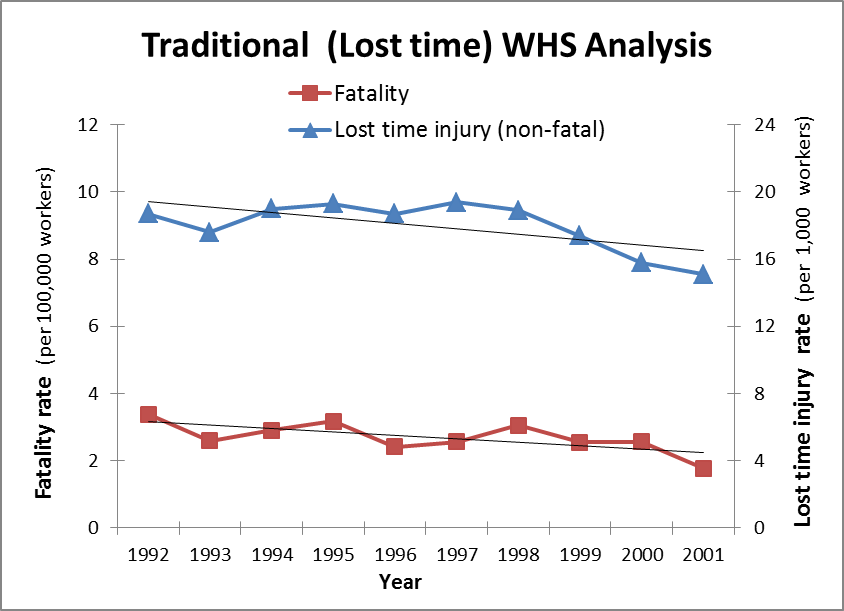 Traditional (Lost time) WHS Analysis
Fatality
Lost time injury (non-fatal)
Fatality rate (per 100,000 workers)
12
10
8
6
4
2
0
24
20
16
12
8
4
0
Lost time injury rate (per 1,000 workers)
1992 1993 1994 1995 1996 1997 1998 1999 2000 2001
Year